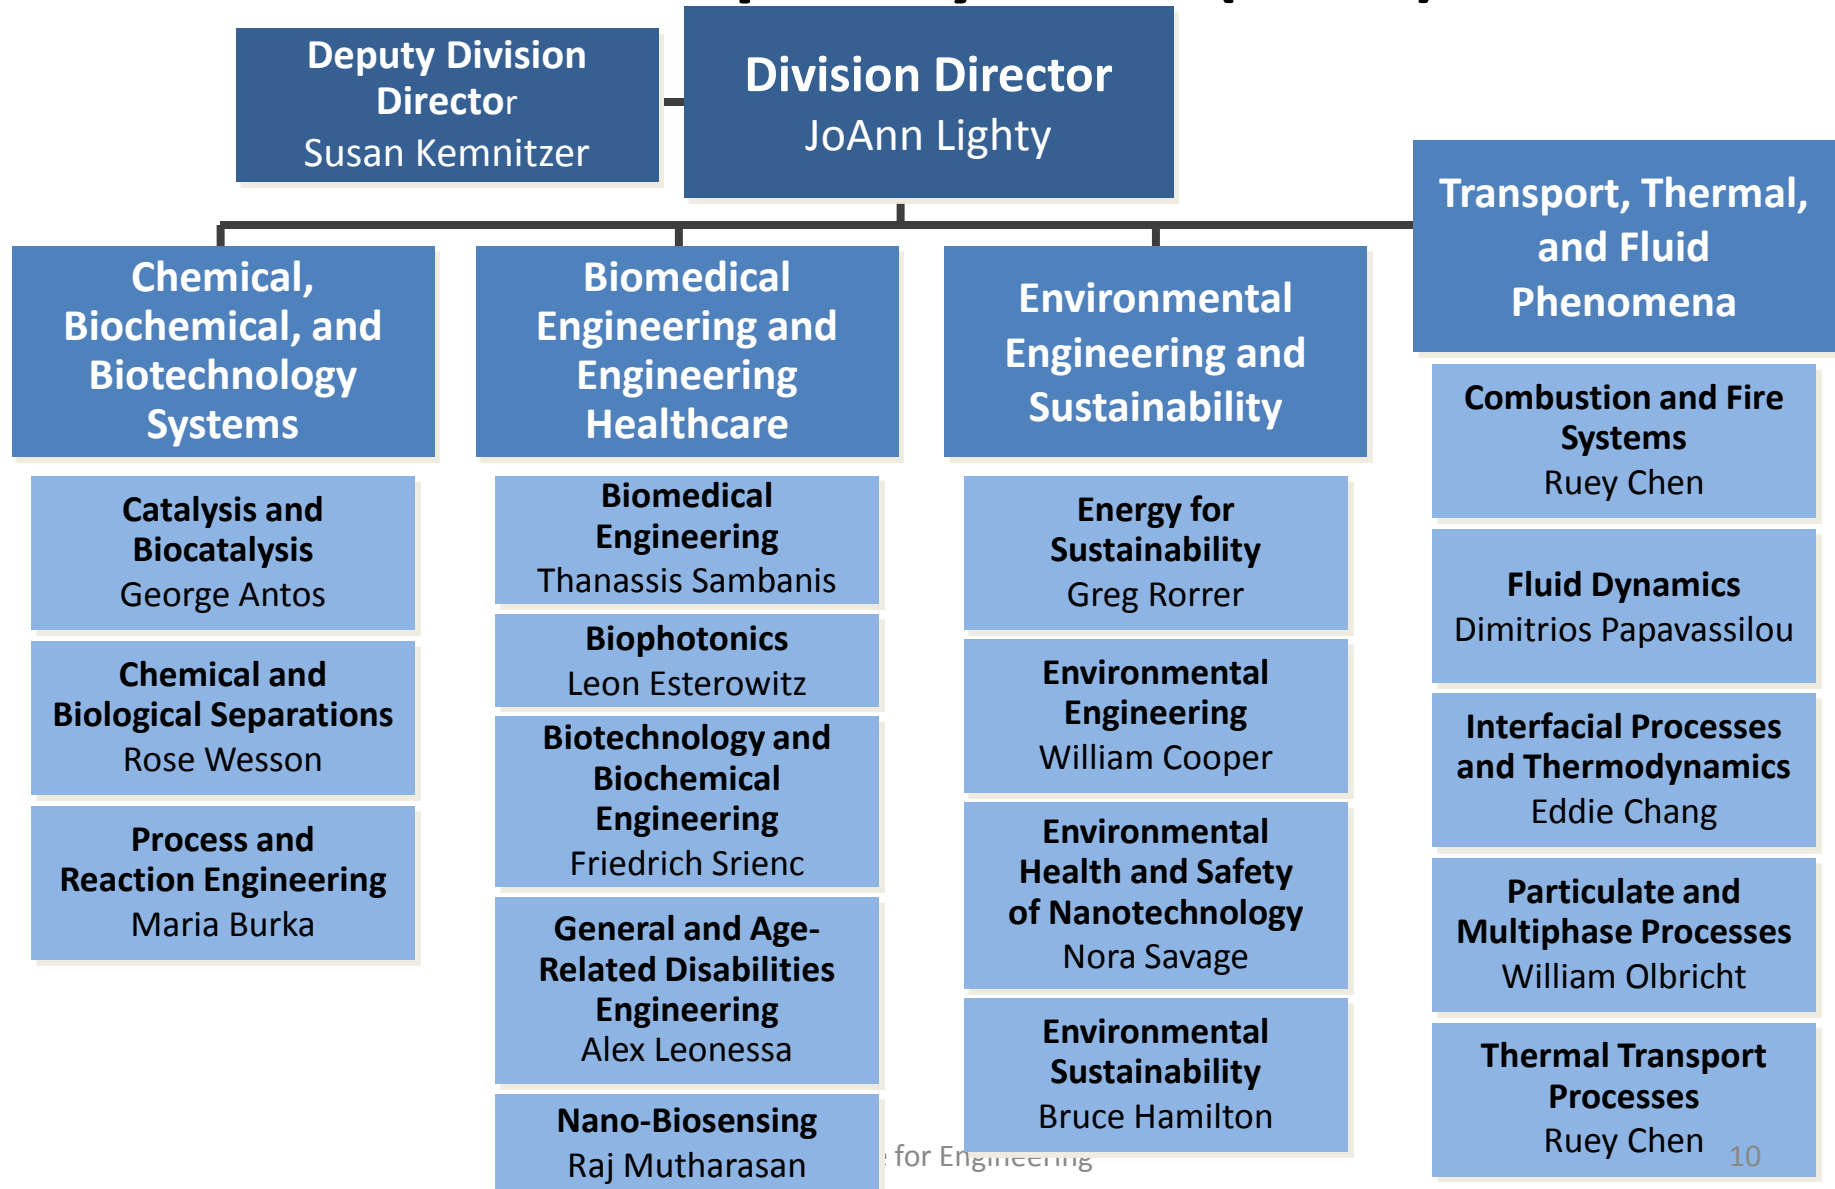 Deputy Division
Director
Susan Kemnitzer
Division Director
JoAnn Lighty
Chemical,
Biochemical, and
Biotechnology
Systems
Catalysis and
Biocatalysis
George Antos
Chemical and
Biological Separations
Rose Wesson
Process and
Reaction Engineering
Maria Burka
Biomedical
Engineering and
Engineering
Healthcare
Biomedical
Engineering
Thanassis Sambanis
Biophotonics
Leon Esterowitz
Biotechnology and
Biochemical
Engineering
Friedrich Srienc
General and Age-
Related Disabilities
Engineering
Alex Leonessa
Nano-Biosensing
Raj Mutharasan
Environmental
Engineering and
Sustainability
Energy for
Sustainability
Greg Rorrer
Environmental
Engineering
William Cooper
Environmental
Health and Safety
of Nanotechnology
Nora Savage
Environmental
Sustainability
Bruce Hamilton
Transport, Thermal,
and Fluid
Phenomena
Combustion and Fire
Systems
Ruey Chen
Fluid Dynamics
Dimitrios Papavassilou
Interfacial Processes
and Thermodynamics
Eddie Chang
Particulate and
Multiphase Processes
William Olbricht
Thermal Transport
Processes
Ruey Chen
for Engineering
10